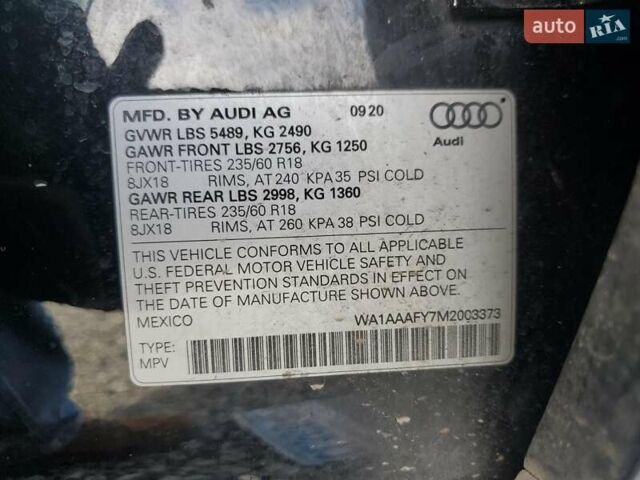 auto RIA .com
MFD. BY AUDI AG 09 20
GVWR LBS 5489, KG 2490
GAWR FRONT LBS 2756, KG 1250
FRONT-TIRES 235/60 R18
8JX18 RIMS, AT 240 KPA 35 PSI COLD
GAWR REAR LBS 2998, KG 1360
REAR-TIRES 235/60 R18
8JX18 RIMS, AT 260 KPA 38 PSI COLD
Audi
THIS VEHICLE CONFORMS TO ALL APPLICABLE
U.S. FEDERAL MOTOR VEHICLE SAFETY AND
THEFT PREVENTION STANDARDS IN EFFECT ON
THE DATE OF MANUFACTURE SHOWN ABOVE.
MEXICO WA1AAAFY7M2003373
TYPE:
MPV